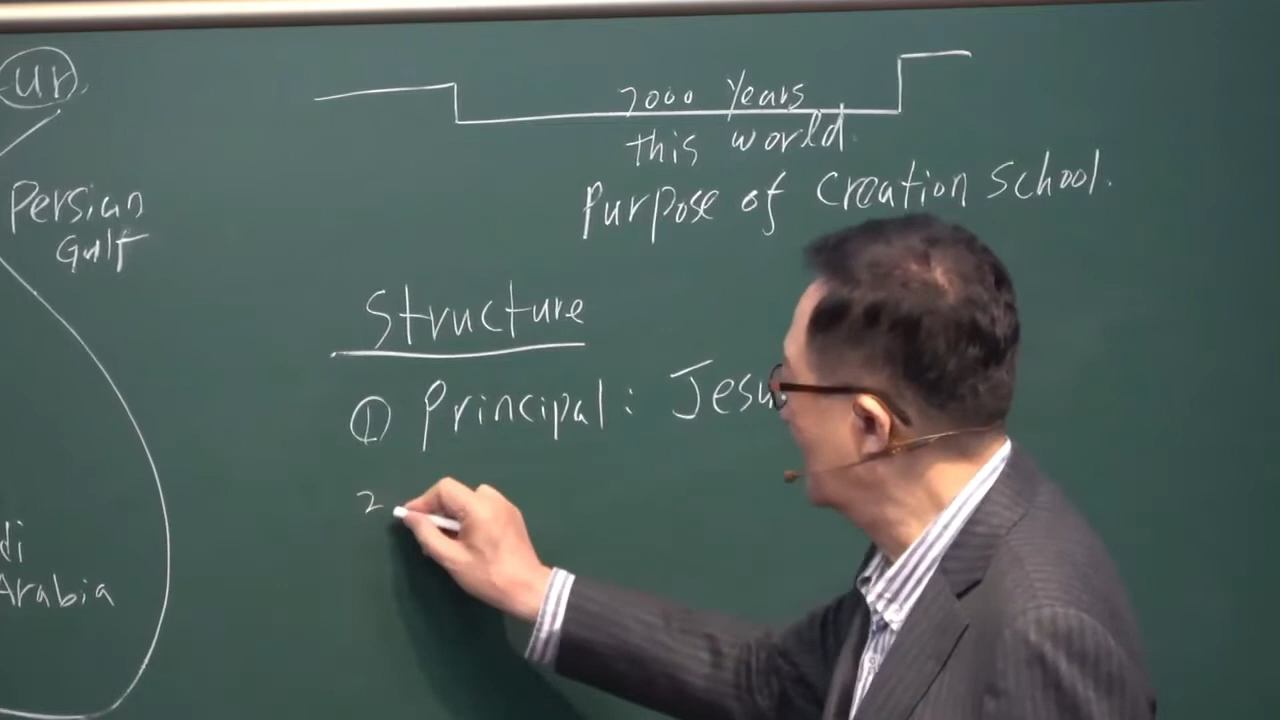 ur
Persian
Gulf
di
Arabia
7000 Years
this world.
Purpose of Creation School.
Structure
① Principal : Jesu
2